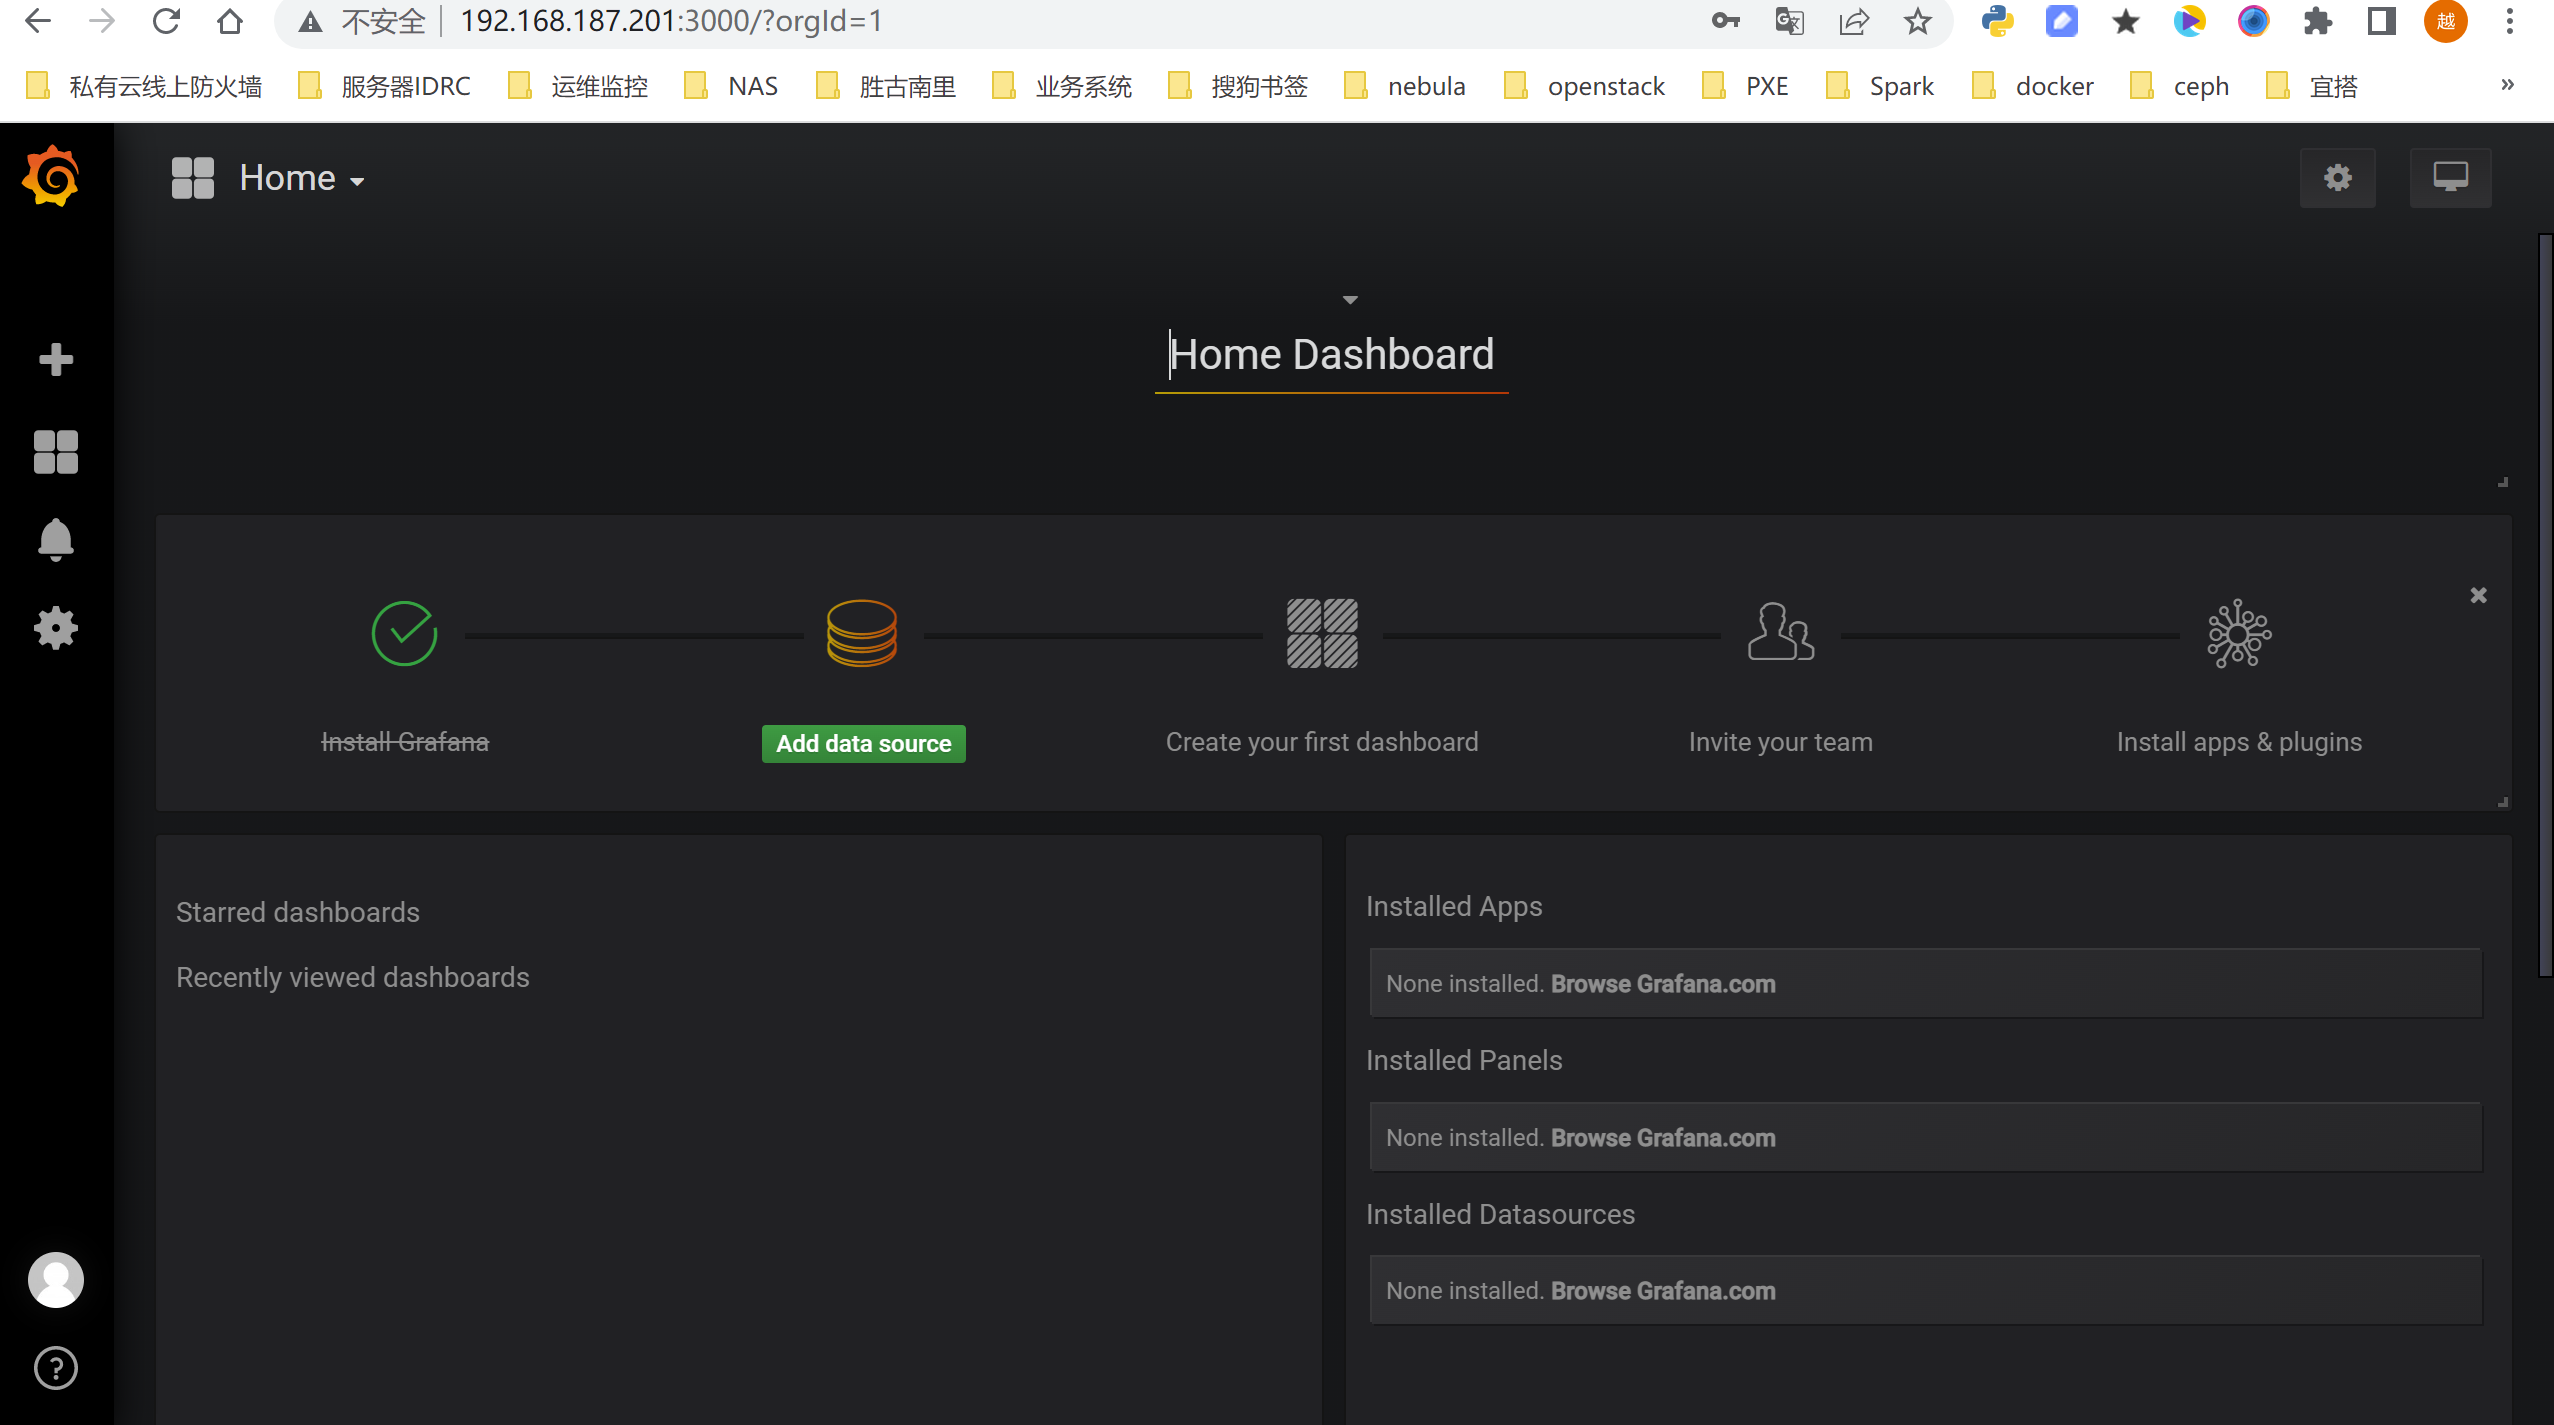 不安全 192.168.187.201:3000/?orgId=1
越
私有云线上防火墙 服务器IDRC 运维监控 NAS 胜古南里 业务系统 搜狗书签 nebula openstack PXE Spark docker ceph 宜搭 »
Home
Home Dashboard
Install Grafana Add data source Create your first dashboard Invite your team Install apps & plugins
Starred dashboards
Recently viewed dashboards
Installed Apps
None installed. Browse Grafana.com
Installed Panels
None installed. Browse Grafana.com
Installed Datasources
None installed. Browse Grafana.com